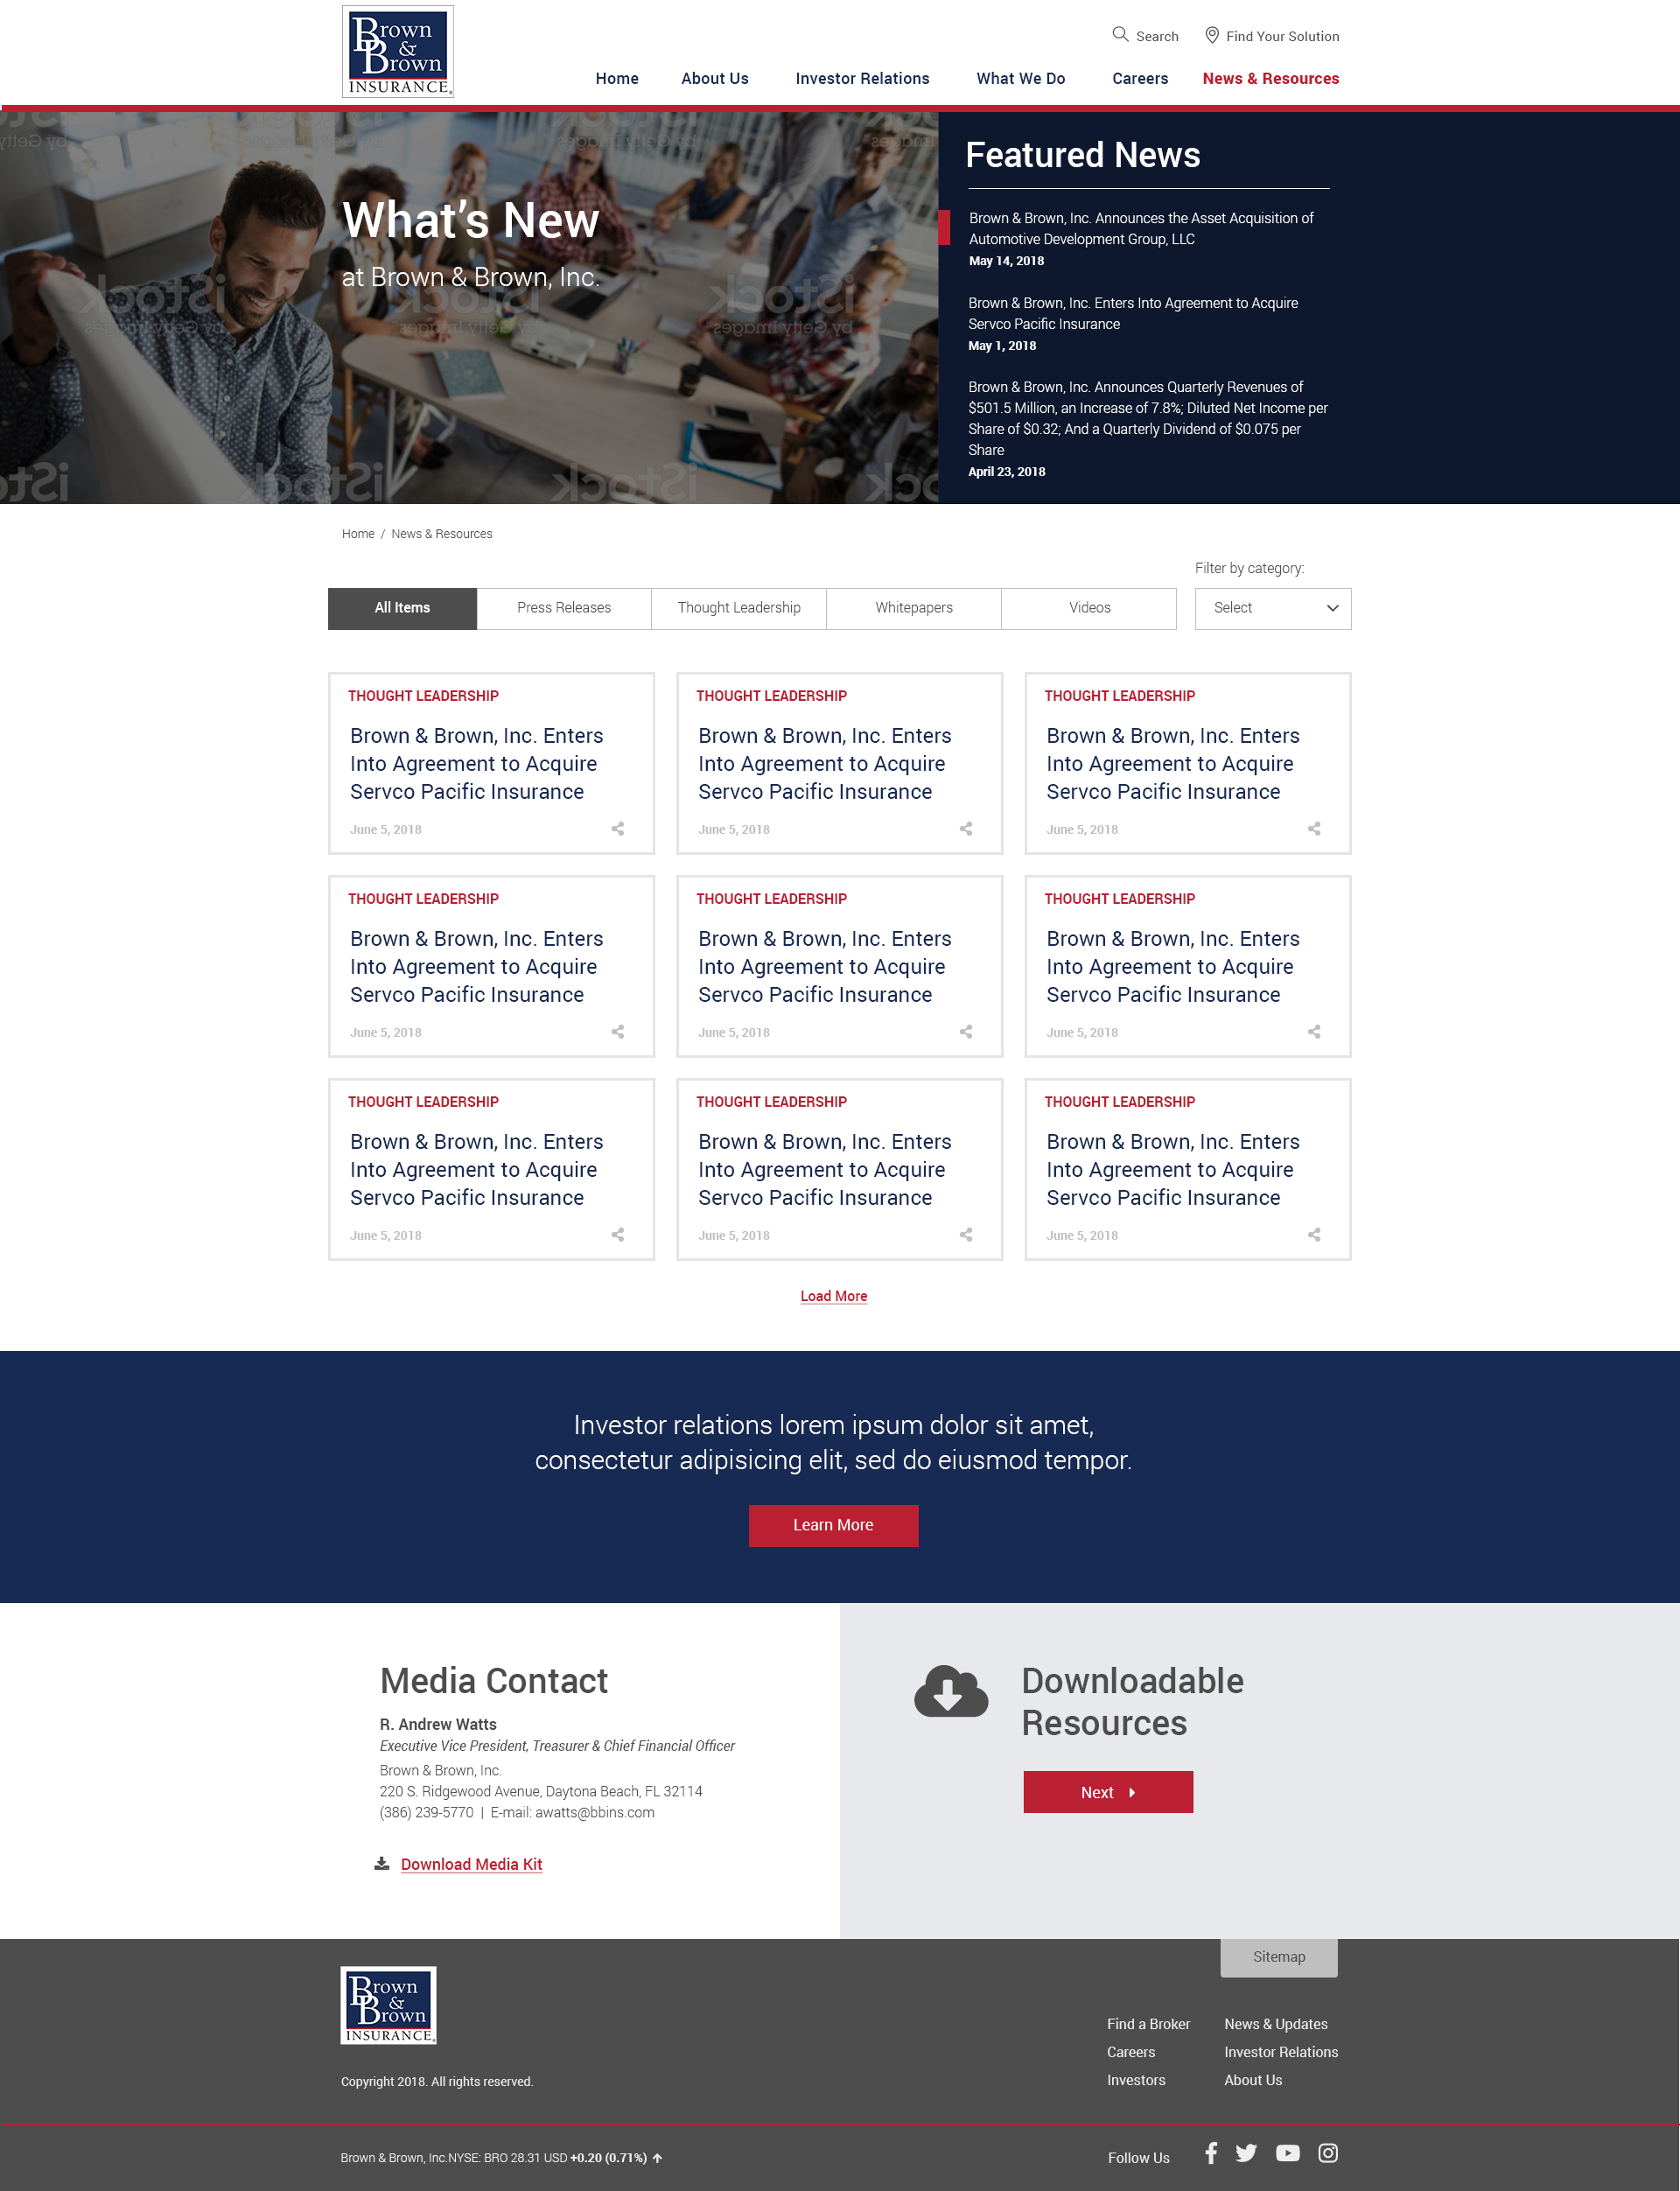 Brown
&
Brown
INSURANCE®
Search
Find Your Solution
Home
About Us
Investor Relations
What We Do
Careers
News & Resources
What's New
at Brown & Brown, Inc.
iStock
by Getty Images
Featured News
Brown & Brown, Inc. Announces the Asset Acquisition of
Automotive Development Group, LLC
May 14, 2018
Brown & Brown, Inc. Enters Into Agreement to Acquire
Servco Pacific Insurance
May 1, 2018
Brown & Brown, Inc. Announces Quarterly Revenues of
$501.5 Million, an Increase of 7.8%; Diluted Net Income per
Share of $0.32; And a Quarterly Dividend of $0.075 per
Share
April 23, 2018
Home / News & Resources
Filter by category:
All Items
Press Releases
Thought Leadership
Whitepapers
Videos
Select
THOUGHT LEADERSHIP
Brown & Brown, Inc. Enters
Into Agreement to Acquire
Servco Pacific Insurance
June 5, 2018
THOUGHT LEADERSHIP
Brown & Brown, Inc. Enters
Into Agreement to Acquire
Servco Pacific Insurance
June 5, 2018
THOUGHT LEADERSHIP
Brown & Brown, Inc. Enters
Into Agreement to Acquire
Servco Pacific Insurance
June 5, 2018
THOUGHT LEADERSHIP
Brown & Brown, Inc. Enters
Into Agreement to Acquire
Servco Pacific Insurance
June 5, 2018
THOUGHT LEADERSHIP
Brown & Brown, Inc. Enters
Into Agreement to Acquire
Servco Pacific Insurance
June 5, 2018
THOUGHT LEADERSHIP
Brown & Brown, Inc. Enters
Into Agreement to Acquire
Servco Pacific Insurance
June 5, 2018
THOUGHT LEADERSHIP
Brown & Brown, Inc. Enters
Into Agreement to Acquire
Servco Pacific Insurance
June 5, 2018
THOUGHT LEADERSHIP
Brown & Brown, Inc. Enters
Into Agreement to Acquire
Servco Pacific Insurance
June 5, 2018
THOUGHT LEADERSHIP
Brown & Brown, Inc. Enters
Into Agreement to Acquire
Servco Pacific Insurance
June 5, 2018
Load More
Investor relations lorem ipsum dolor sit amet,
consectetur adipisicing elit, sed do eiusmod tempor.
Learn More
Media Contact
R. Andrew Watts
Executive Vice President, Treasurer & Chief Financial Officer
Brown & Brown, Inc.
220 S. Ridgewood Avenue, Daytona Beach, FL 32114
(386) 239-5770 | E-mail: awatts@bbins.com
Download Media Kit
Downloadable
Resources
Next
Sitemap
Brown
&
Brown
INSURANCE®
Copyright 2018. All rights reserved.
Find a Broker
Careers
Investors
News & Updates
Investor Relations
About Us
Brown & Brown, Inc.NYSE: BRO 28.31 USD +0.20 (0.71%)
Follow Us